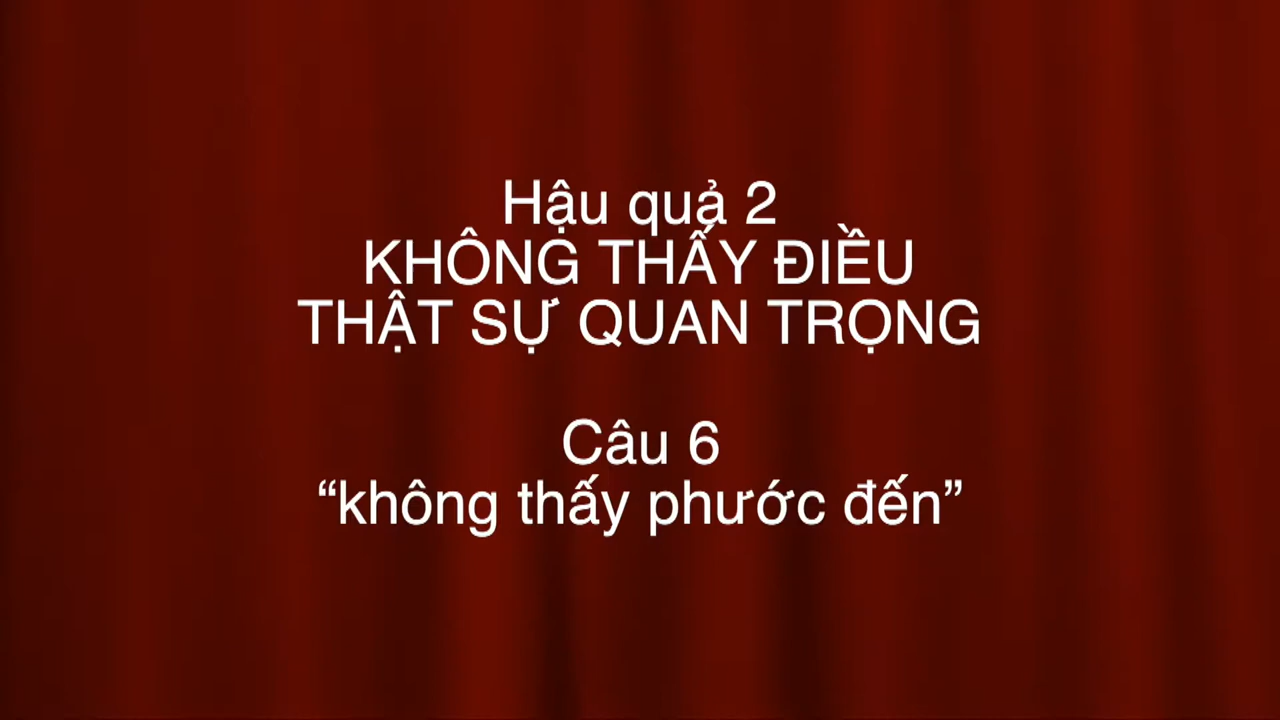 Hậu quả 2
KHÔNG THẤY ĐIỀU
THẬT SỰ QUAN TRỌNG
Câu 6
“không thấy phước đến”